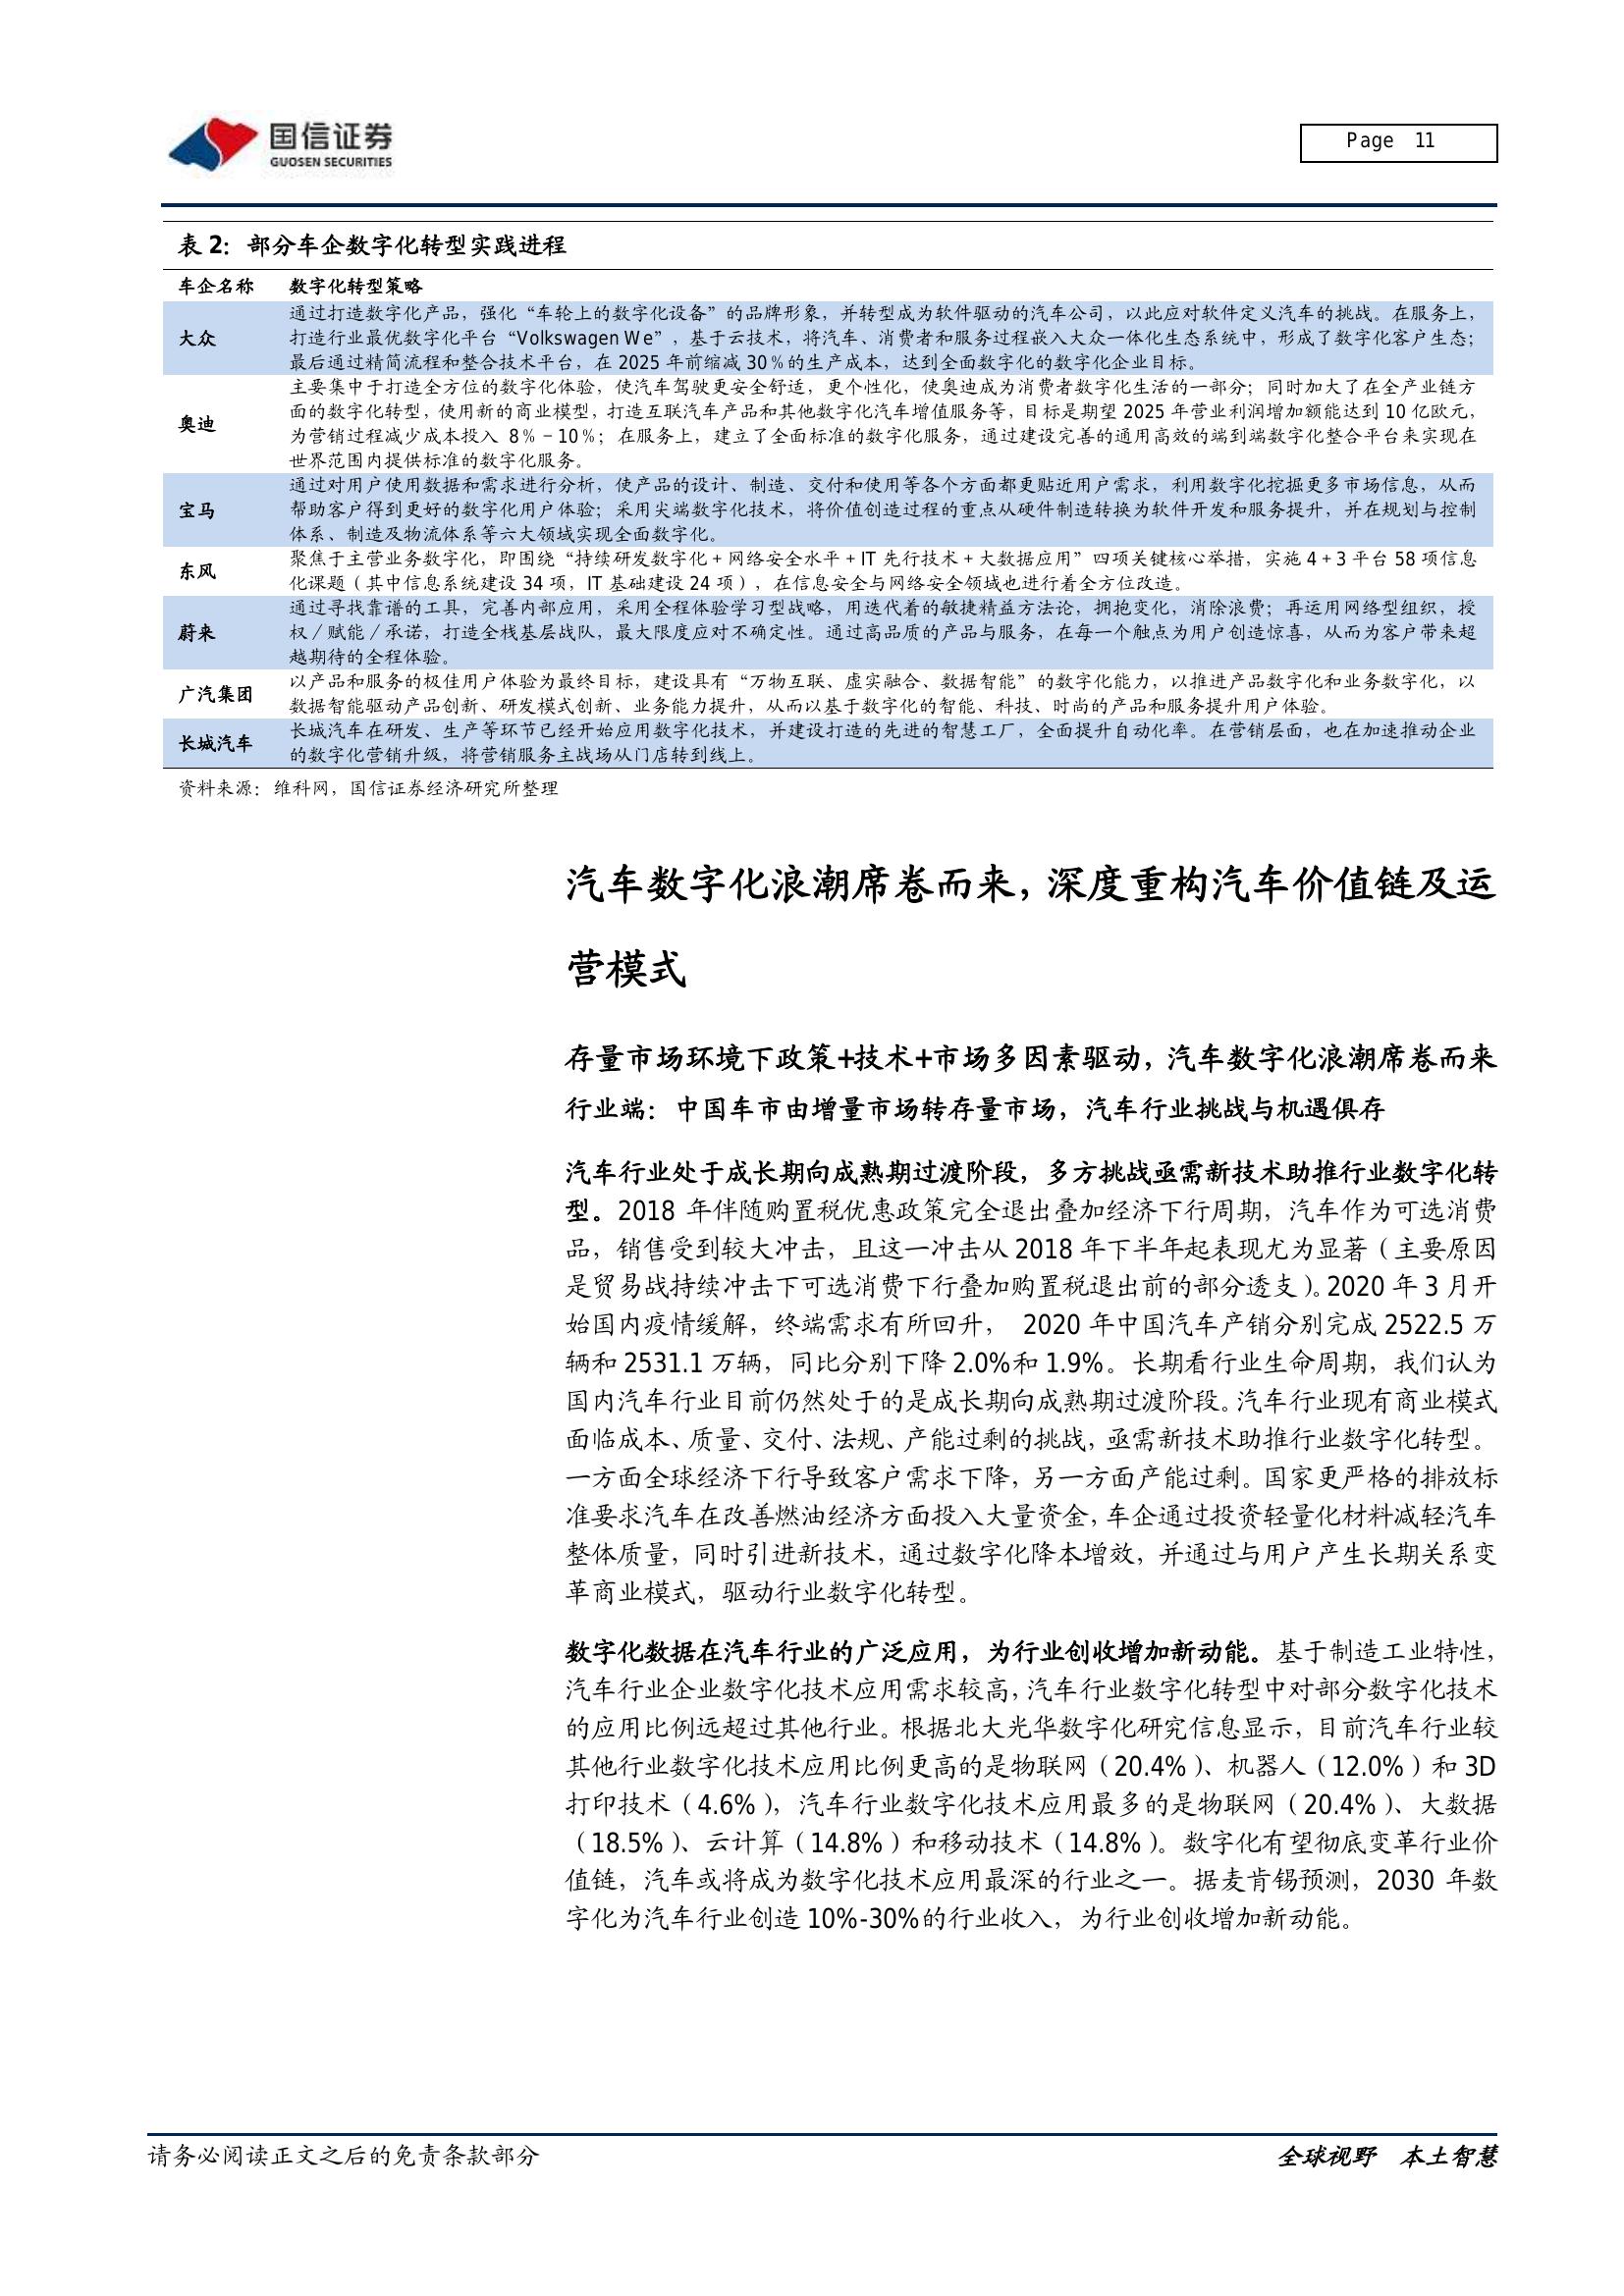 国信证券
GUOSEN SECURITIES
Page 11
表 2：部分车企数字化转型实践进程
车企名称 数字化转型策略
大众
通过打造数字化产品，强化“车轮上的数字化设备”的品牌形象，并转型成为软件驱动的汽车公司，以此应对软件定义汽车的挑战。在服务上，
打造行业最优数字化平台“Volkswagen We”，基于云技术，将汽车、消费者和服务过程嵌入大众一体化生态系统中，形成了数字化客户生态；
最后通过精简流程和整合技术平台，在 2025 年前缩减 30％的生产成本，达到全面数字化的数字化企业目标。
奥迪
主要集中于打造全方位的数字化体验，使汽车驾驶更安全舒适，更个性化，使奥迪成为消费者数字化生活的一部分；同时加大了在全产业链方
面的数字化转型，使用新的商业模型，打造互联汽车产品和其他数字化汽车增值服务等，目标是期望 2025 年营业利润增加额能达到 10 亿欧元，
为营销过程减少成本投入 8％－10％；在服务上，建立了全面标准的数字化服务，通过建设完善的通用高效的端到端数字化整合平台来实现在
世界范围内提供标准的数字化服务。
宝马
通过对用户使用数据和需求进行分析，使产品的设计、制造、交付和使用等各个方面都更贴近用户需求，利用数字化挖掘更多市场信息，从而
帮助客户得到更好的数字化用户体验；采用尖端数字化技术，将价值创造过程的重点从硬件制造转换为软件开发和服务提升，并在规划与控制
体系、制造及物流体系等六大领域实现全面数字化。
东风
聚焦于主营业务数字化，即围绕“持续研发数字化＋网络安全水平＋IT 先行技术＋大数据应用”四项关键核心举措，实施 4＋3 平台 58 项信息
化课题（其中信息系统建设 34 项，IT 基础建设 24 项），在信息安全与网络安全领域也进行着全方位改造。
蔚来
通过寻找靠谱的工具，完善内部应用，采用全程体验学习型战略，用迭代着的敏捷精益方法论，拥抱变化，消除浪费；再运用网络型组织，授
权／赋能／承诺，打造全栈基层战队，最大限度应对不确定性。通过高品质的产品与服务，在每一个触点为用户创造惊喜，从而为客户带来超
越期待的全程体验。
广汽集团
以产品和服务的极佳用户体验为最终目标，建设具有“万物互联、虚实融合、数据智能”的数字化能力，以推进产品数字化和业务数字化，以
数据智能驱动产品创新、研发模式创新、业务能力提升，从而以基于数字化的智能、科技、时尚的产品和服务提升用户体验。
长城汽车
长城汽车在研发、生产等环节已经开始应用数字化技术，并建设打造的先进的智慧工厂，全面提升自动化率。在营销层面，也在加速推动企业
的数字化营销升级，将营销服务主战场从门店转到线上。
资料来源：维科网，国信证券经济研究所整理
汽车数字化浪潮席卷而来，深度重构汽车价值链及运
营模式
存量市场环境下政策+技术+市场多因素驱动，汽车数字化浪潮席卷而来
行业端：中国车市由增量市场转存量市场，汽车行业挑战与机遇俱存
汽车行业处于成长期向成熟期过渡阶段，多方挑战亟需新技术助推行业数字化转
型。2018 年伴随购置税优惠政策完全退出叠加经济下行周期，汽车作为可选消费
品，销售受到较大冲击，且这一冲击从 2018 年下半年起表现尤为显著（主要原因
是贸易战持续冲击下可选消费下行叠加购置税退出前的部分透支）。2020 年 3 月开
始国内疫情缓解，终端需求有所回升， 2020 年中国汽车产销分别完成 2522.5 万
辆和 2531.1 万辆，同比分别下降 2.0%和 1.9%。长期看行业生命周期，我们认为
国内汽车行业目前仍然处于的是成长期向成熟期过渡阶段。汽车行业现有商业模式
面临成本、质量、交付、法规、产能过剩的挑战，亟需新技术助推行业数字化转型。
一方面全球经济下行导致客户需求下降，另一方面产能过剩。国家更严格的排放标
准要求汽车在改善燃油经济方面投入大量资金，车企通过投资轻量化材料减轻汽车
整体质量，同时引进新技术，通过数字化降本增效，并通过与用户产生长期关系变
革商业模式，驱动行业数字化转型。
数字化数据在汽车行业的广泛应用，为行业创收增加新动能。基于制造工业特性，
汽车行业企业数字化技术应用需求较高，汽车行业数字化转型中对部分数字化技术
的应用比例远超过其他行业。根据北大光华数字化研究信息显示，目前汽车行业较
其他行业数字化技术应用比例更高的是物联网（20.4%）、机器人（12.0%）和 3D
打印技术（4.6%），汽车行业数字化技术应用最多的是物联网（20.4%）、大数据
（18.5%）、云计算（14.8%）和移动技术（14.8%）。数字化有望彻底变革行业价
值链，汽车或将成为数字化技术应用最深的行业之一。据麦肯锡预测，2030 年数
字化为汽车行业创造 10%-30%的行业收入，为行业创收增加新动能。
请务必阅读正文之后的免责条款部分
全球视野 本土智慧